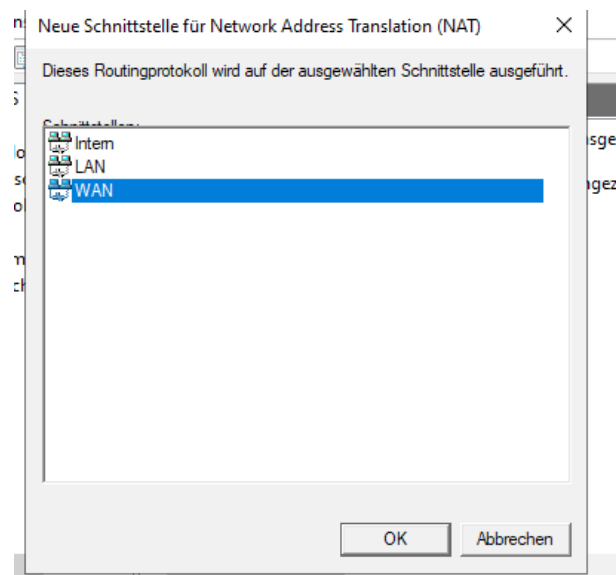 Neue Schnittstelle für Network Address Translation (NAT)
Dieses Routingprotokoll wird auf der ausgewählten Schnittstelle ausgeführt.
Schnittstellen:
Intern
LAN
WAN
OK Abbrechen